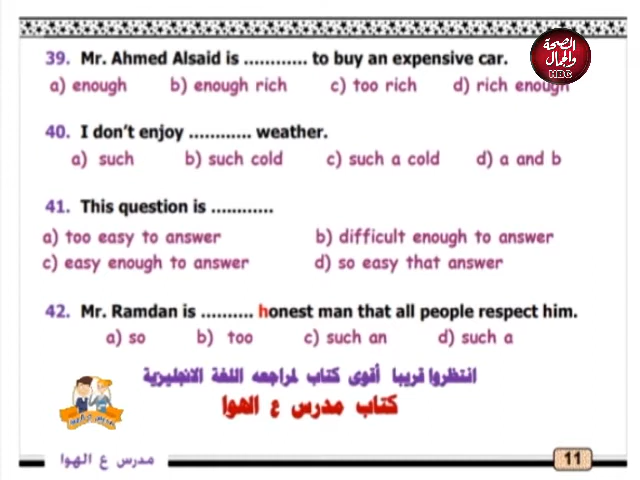 الصحة
والجمال
HBC
39. Mr. Ahmed Alsaid is ............ to buy an expensive car.
a) enough b) enough rich c) too rich d) rich enough
40. I don't enjoy ............ weather.
a) such b) such cold c) such a cold d) a and b
41. This question is ............
a) too easy to answer b) difficult enough to answer
c) easy enough to answer d) so easy that answer
42. Mr. Ramdan is .......... honest man that all people respect him.
a) so b) too c) such an d) such a
انتظروا قريبا أقوى كتاب لمراجعه اللغة الانجليزية
كتاب مدرس ع الهوا
مدرس ع الهوا
11